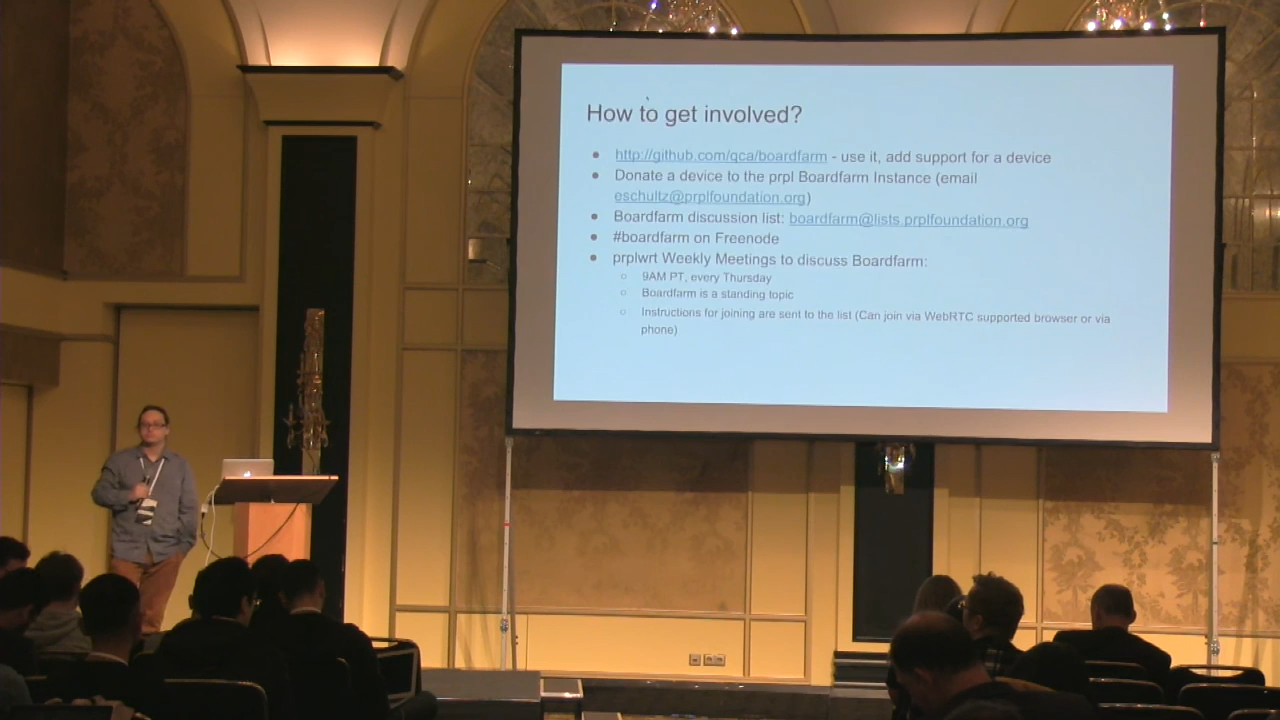 How to get involved?
http://github.com/qca/boardfarm - use it, add support for a device
Donate a device to the prpl Boardfarm Instance (email
eschultz@prplfoundation.org)
Boardfarm discussion list: boardfarm@lists.prplfoundation.org
#boardfarm on Freenode
prplwrt Weekly Meetings to discuss Boardfarm:
9AM PT, every Thursday
Boardfarm is a standing topic
Instructions for joining are sent to the list (Can join via WebRTC supported browser or via
phone)